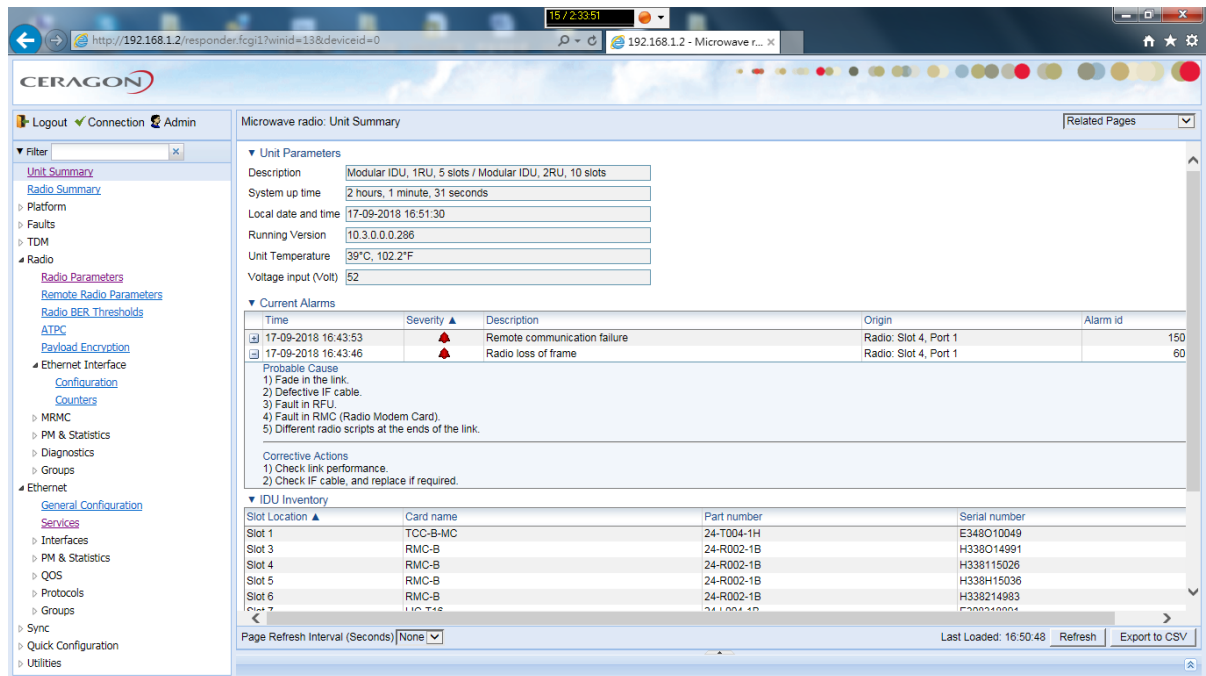 15 / 2:33:51
http://192.168.1.2/responder.fcgi1?winid=13&deviceid=0
192.168.1.2 - Microwave r...
CERAGON
Logout Connection Admin
Microwave radio: Unit Summary
Related Pages
Filter
Unit Summary
Radio Summary
Platform
Faults
TDM
Radio
Radio Parameters
Remote Radio Parameters
Radio BER Thresholds
ATPC
Payload Encryption
Ethernet Interface
Configuration
Counters
MRMC
PM & Statistics
Diagnostics
Groups
Ethernet
General Configuration
Services
Interfaces
PM & Statistics
QOS
Protocols
Groups
Sync
Quick Configuration
Utilities
Unit Parameters
Description Modular IDU, 1RU, 5 slots / Modular IDU, 2RU, 10 slots
System up time 2 hours, 1 minute, 31 seconds
Local date and time 17-09-2018 16:51:30
Running Version 10.3.0.0.0.286
Unit Temperature 39°C, 102.2°F
Voltage input (Volt) 52
Current Alarms
Time Severity ▲ Description Origin Alarm id
17-09-2018 16:43:53 Remote communication failure Radio: Slot 4, Port 1 150
17-09-2018 16:43:46 Radio loss of frame Radio: Slot 4, Port 1 60
Probable Cause
1) Fade in the link.
2) Defective IF cable.
3) Fault in RFU.
4) Fault in RMC (Radio Modem Card).
5) Different radio scripts at the ends of the link.
Corrective Actions
1) Check link performance.
2) Check IF cable, and replace if required.
IDU Inventory
Slot Location ▲ Card name Part number Serial number
Slot 1 TCC-B-MC 24-T004-1H E348O10049
Slot 3 RMC-B 24-R002-1B H338O14991
Slot 4 RMC-B 24-R002-1B H338115026
Slot 5 RMC-B 24-R002-1B H338H15036
Slot 6 RMC-B 24-R002-1B H338214983
Page Refresh Interval (Seconds) None
Last Loaded: 16:50:48 Refresh Export to CSV